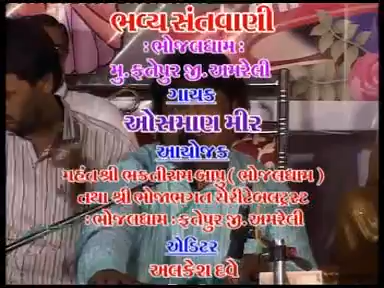 ભવ્ય સંતવાણી
: ભોજલધામ :
મુ. ફતેપુર જી. અમરેલી
ગાયક
ઓસમાણ મીર
આયોજક
મહંતશ્રી ભક્તીરામ બાપુ ( ભોજલધામ )
તથા શ્રી ભોજાભગત ચેરીટેબલટ્રસ્ટ
: ભોજલધામ : ફતેપુર જી. અમરેલી
એડિટર
અલકેશ દવે